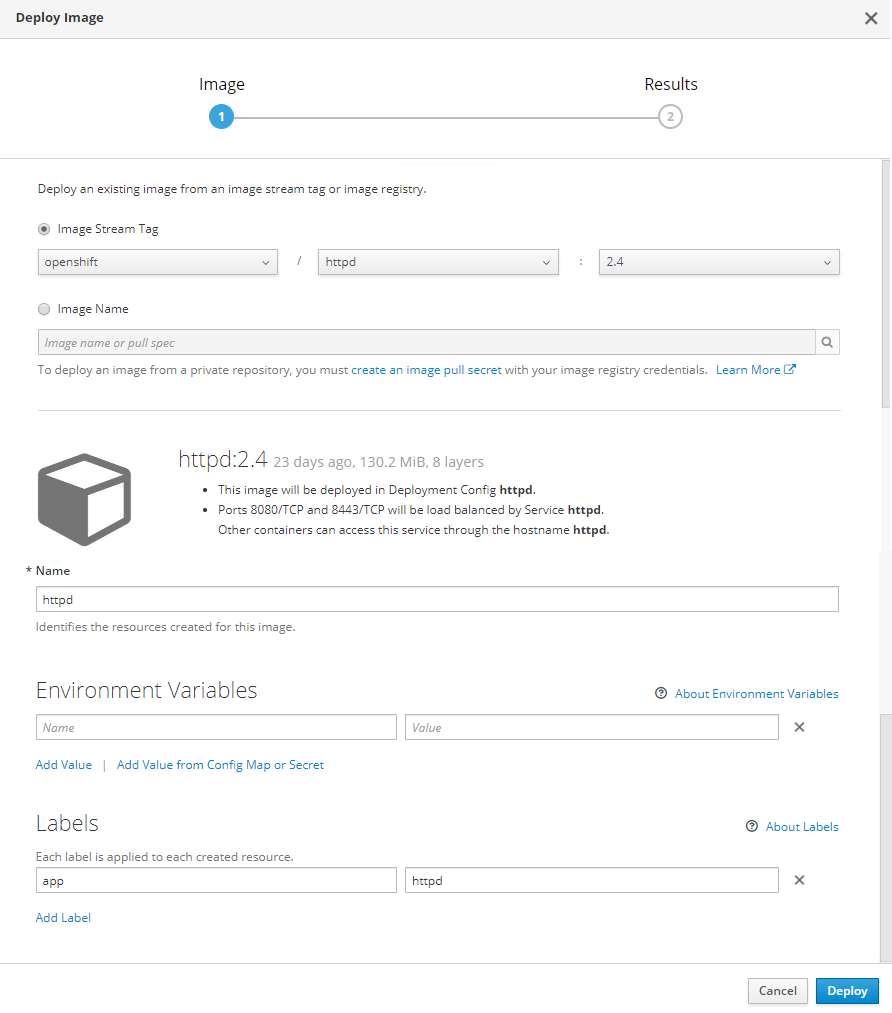 Deploy Image
Image
Results
1
2
Deploy an existing image from an image stream tag or image registry.
Image Stream Tag
openshift / httpd : 2.4
Image Name
Image name or pull spec
To deploy an image from a private repository, you must create an image pull secret with your image registry credentials. Learn More
httpd:2.4 23 days ago, 130.2 MiB, 8 layers
• This image will be deployed in Deployment Config httpd.
• Ports 8080/TCP and 8443/TCP will be load balanced by Service httpd.
Other containers can access this service through the hostname httpd.
* Name
httpd
Identifies the resources created for this image.
Environment Variables
About Environment Variables
Name
Value
Add Value | Add Value from Config Map or Secret
Labels
About Labels
Each label is applied to each created resource.
app
httpd
Add Label
Cancel
Deploy